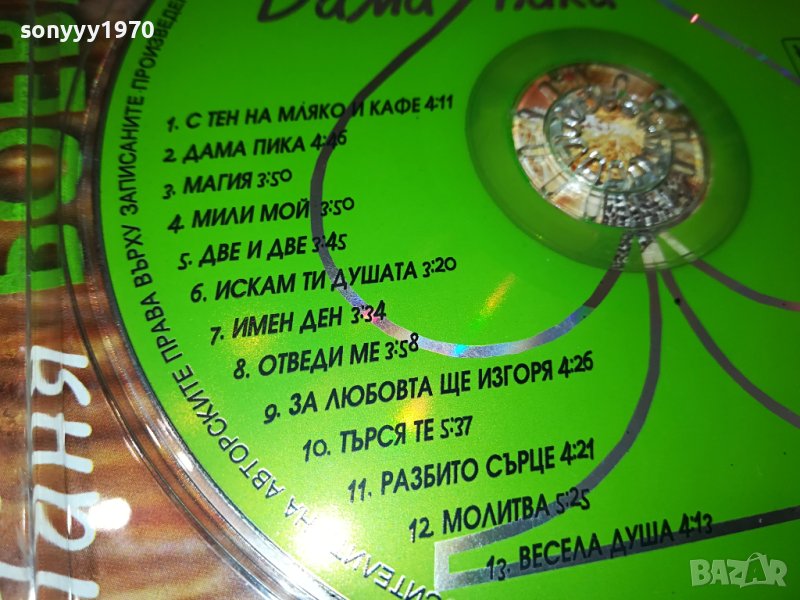 sonyyy1970
Дама пика
1. С ТЕН НА МЛЯКО И КАФЕ 4:11
2. ДАМА ПИКА 4:46
3. МАГИЯ 3:50
4. МИЛИ МОЙ 3:50
5. ДВЕ И ДВЕ 3:45
6. ИСКАМ ТИ ДУШАТА 3:20
7. ИМЕН ДЕН 3:34
8. ОТВЕДИ МЕ 3:58
9. ЗА ЛЮБОВТА ЩЕ ИЗГОРЯ 4:26
10. ТЪРСЯ ТЕ 5:37
11. РАЗБИТО СЪРЦЕ 4:21
12. МОЛИТВА 5:25
13. ВЕСЕЛА ДУША 4:13
НА АВТОРСКИТЕ ПРАВА ВЪРХУ ЗАПИСАНИТЕ
BAZAR